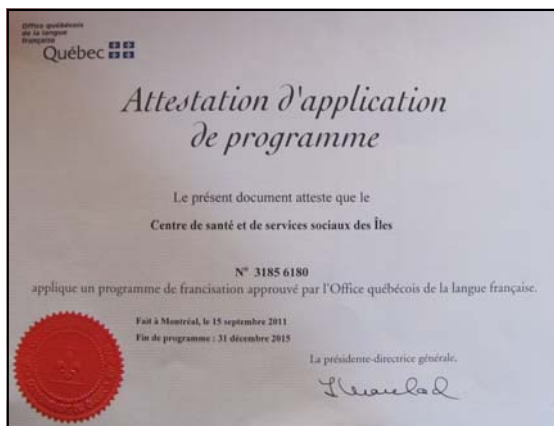 Office québécois
de la langue
française
Québec
Attestation d'application
de programme
Le présent document atteste que le
Centre de santé et de services sociaux des Îles
N° 3185 6180
applique un programme de francisation approuvé par l'Office québécois de la langue française.
Fait à Montréal, le 15 septembre 2011
Fin de programme : 31 décembre 2015
La présidente-directrice générale,